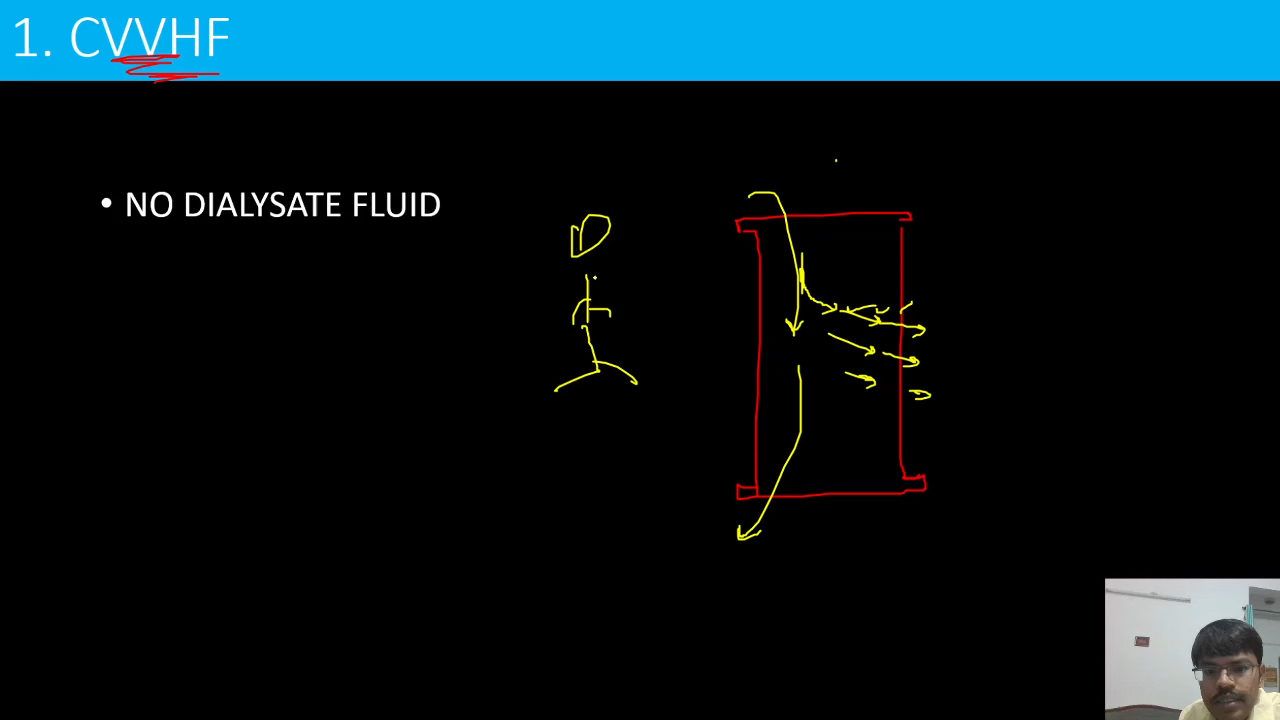 1. CVVHF
• NO DIALYSATE FLUID